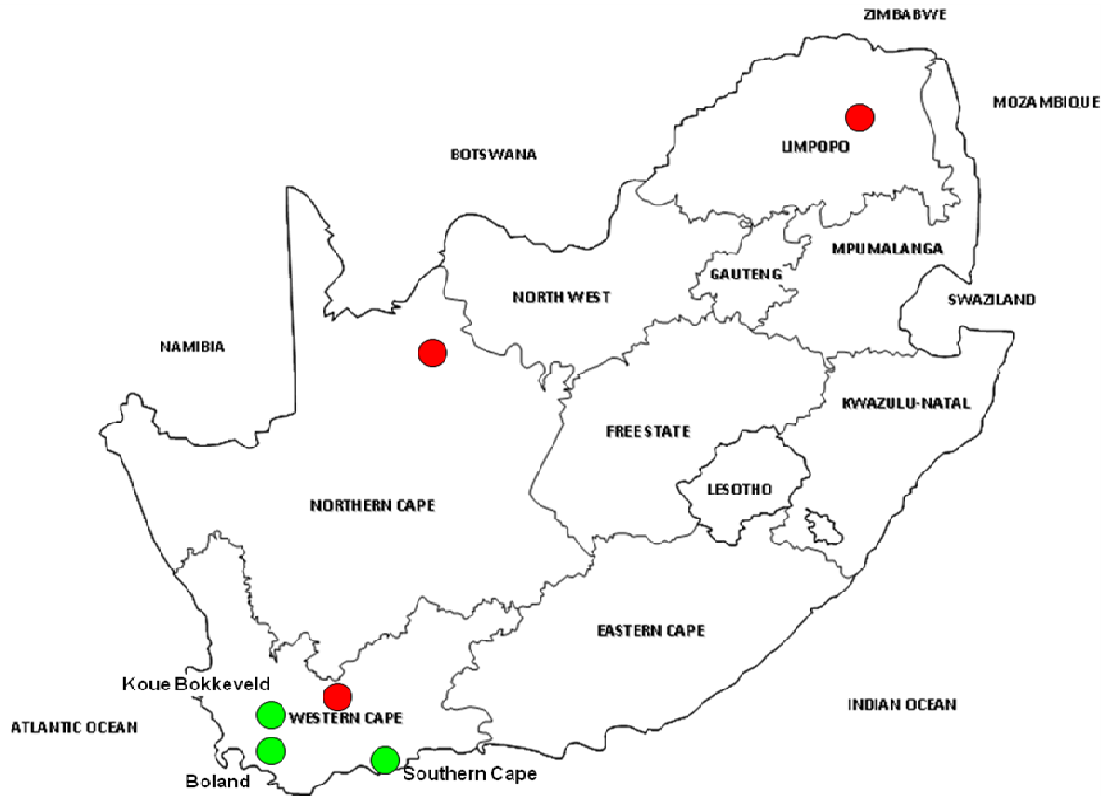 ZIMBABWE
MOZAMBIQUE
BOTSWANA
LIMPOPO
MPUMALANGA
GAUTENG
NORTH WEST
SWAZILAND
NAMIBIA
KWAZULU-NATAL
FREE STATE
LESOTHO
NORTHERN CAPE
EASTERN CAPE
Koue Bokkeveld
INDIAN OCEAN
WESTERN CAPE
ATLANTIC OCEAN
Southern Cape
Boland